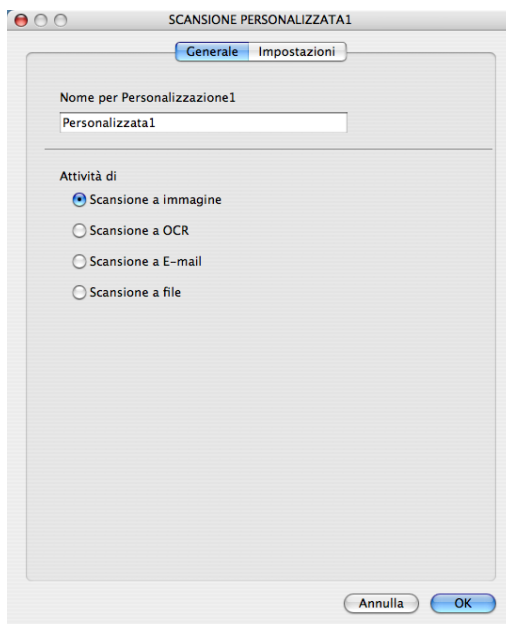 SCANSIONE PERSONALIZZATA1
Generale Impostazioni
Nome per Personalizzazione1
Personalizzata1
Attività di
Scansione a immagine
Scansione a OCR
Scansione a E-mail
Scansione a file
Annulla OK